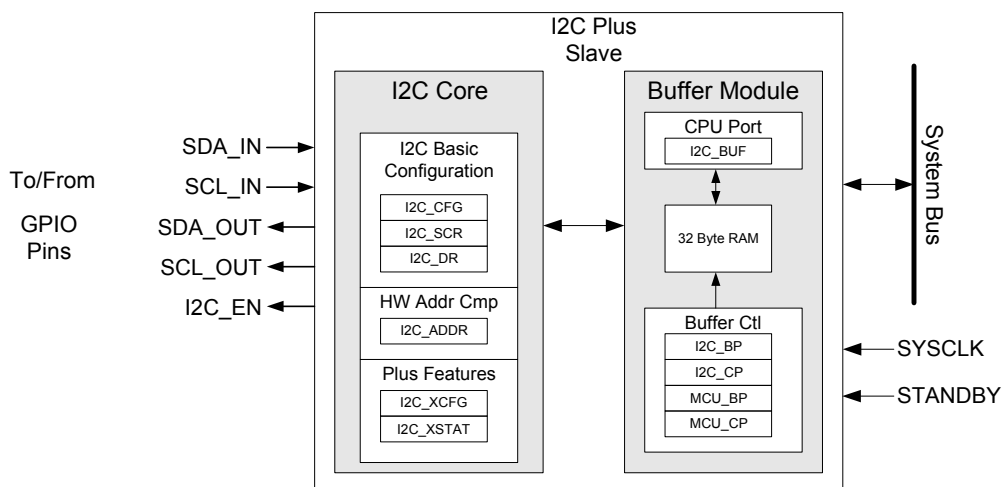 I2C Plus
Slave
I2C Core
Buffer Module
I2C Basic
Configuration
I2C_CFG
I2C_SCR
I2C_DR
HW Addr Cmp
I2C_ADDR
Plus Features
I2C_XCFG
I2C_XSTAT
CPU Port
I2C_BUF
32 Byte RAM
Buffer Ctl
I2C_BP
I2C_CP
MCU_BP
MCU_CP
To/From
GPIO
Pins
SDA_IN
SCL_IN
SDA_OUT
SCL_OUT
I2C_EN
System Bus
SYSCLK
STANDBY